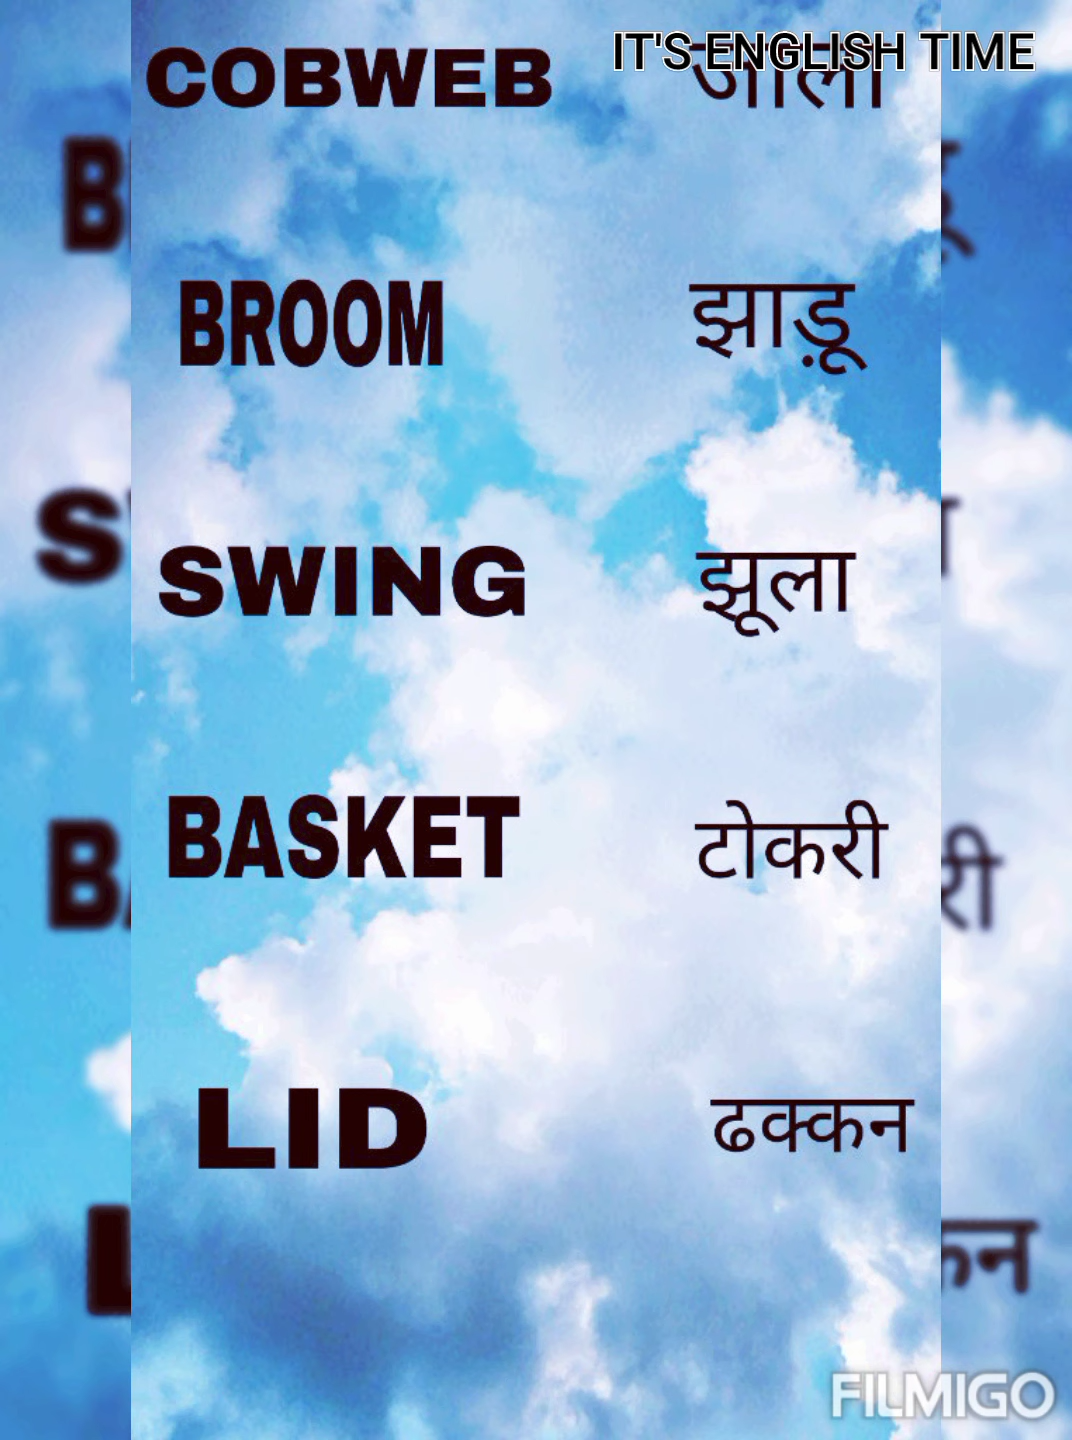 IT'S ENGLISH TIME
COBWEB जाला
BROOM झाड़ू
SWING झूला
BASKET टोकरी
LID ढक्कन
FILMIGO